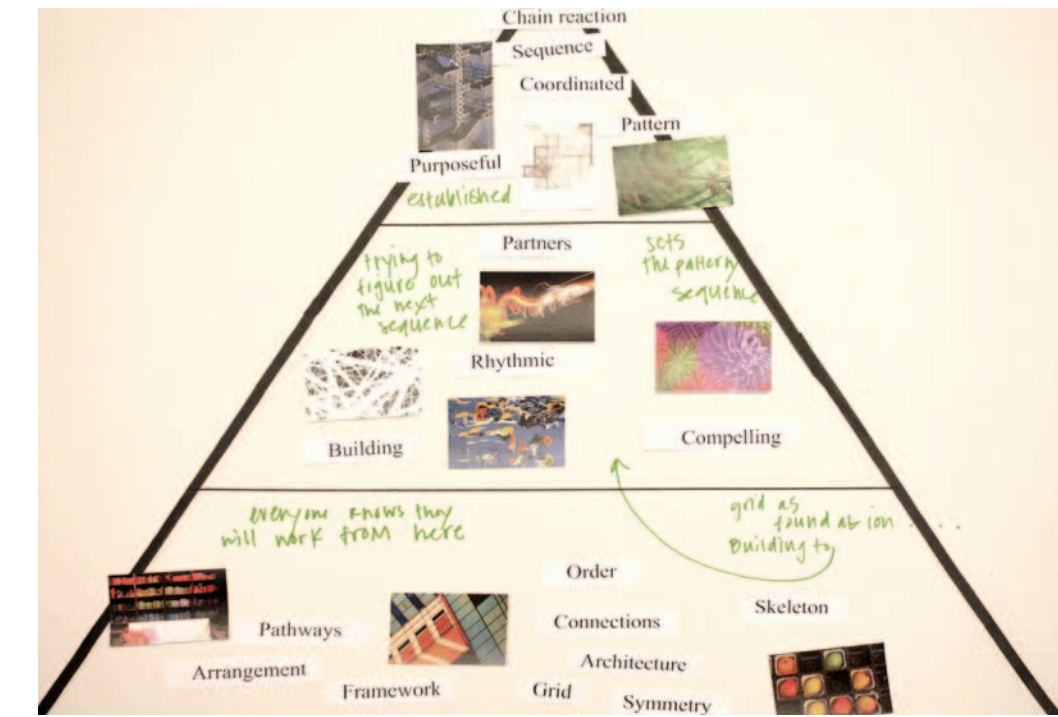 Chain reaction
Sequence
Coordinated
Pattern
Purposeful
established
Partners
trying to
figure out
the next
sequence
sets
the pattern
sequence
Rhythmic
Building
Compelling
everyone knows they
will work from here
grid as
foundation ....
Building to
Order
Skeleton
Connections
Pathways
Architecture
Arrangement
Framework
Grid
Symmetry